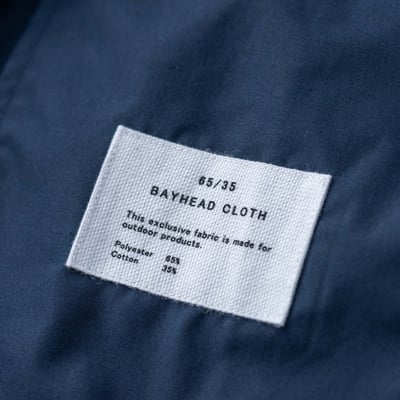 65/35
BAYHEAD CLOTH
This exclusive fabric is made for
outdoor products.
Polyester 65%
Cotton 35%